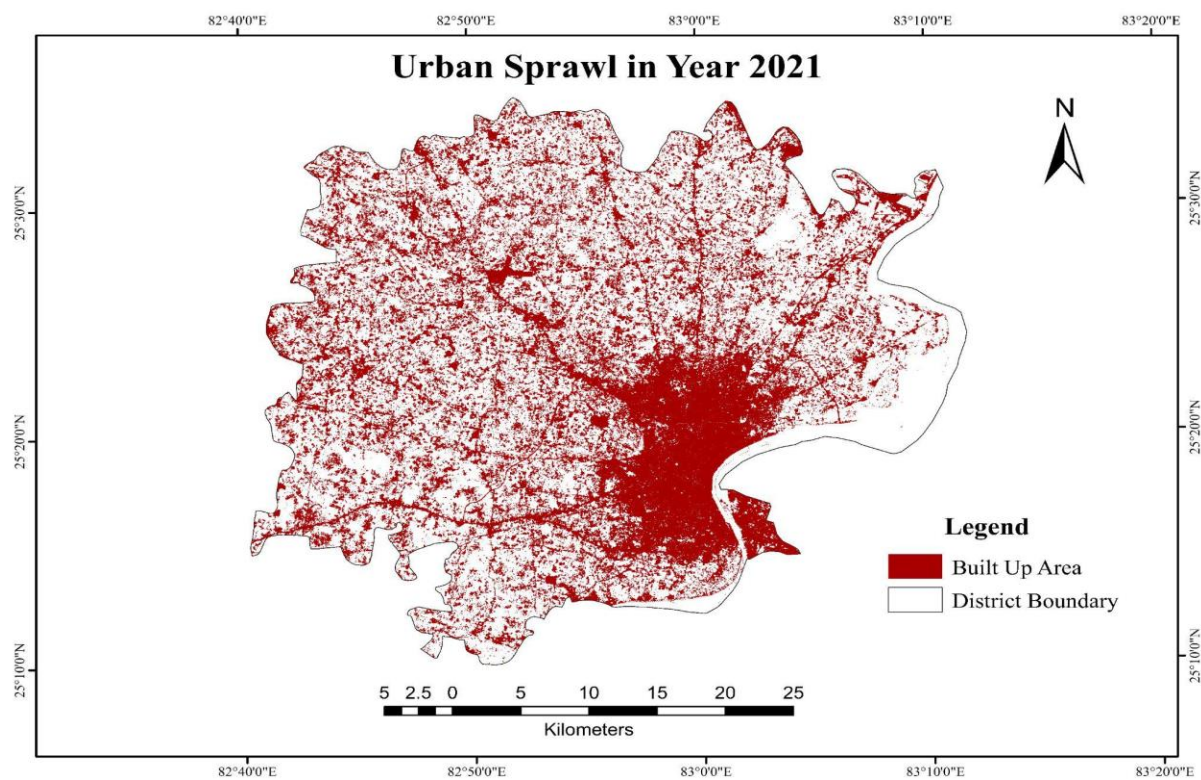 82°40'0"E 82°50'0"E 83°0'0"E 83°10'0"E 83°20'0"E
Urban Sprawl in Year 2021
N
25°30'0"N 25°30'0"N
25°20'0"N 25°20'0"N
Legend
Built Up Area
District Boundary
25°10'0"N 25°10'0"N
5 2.5 0 5 10 15 20 25
Kilometers
82°40'0"E 82°50'0"E 83°0'0"E 83°10'0"E 83°20'0"E